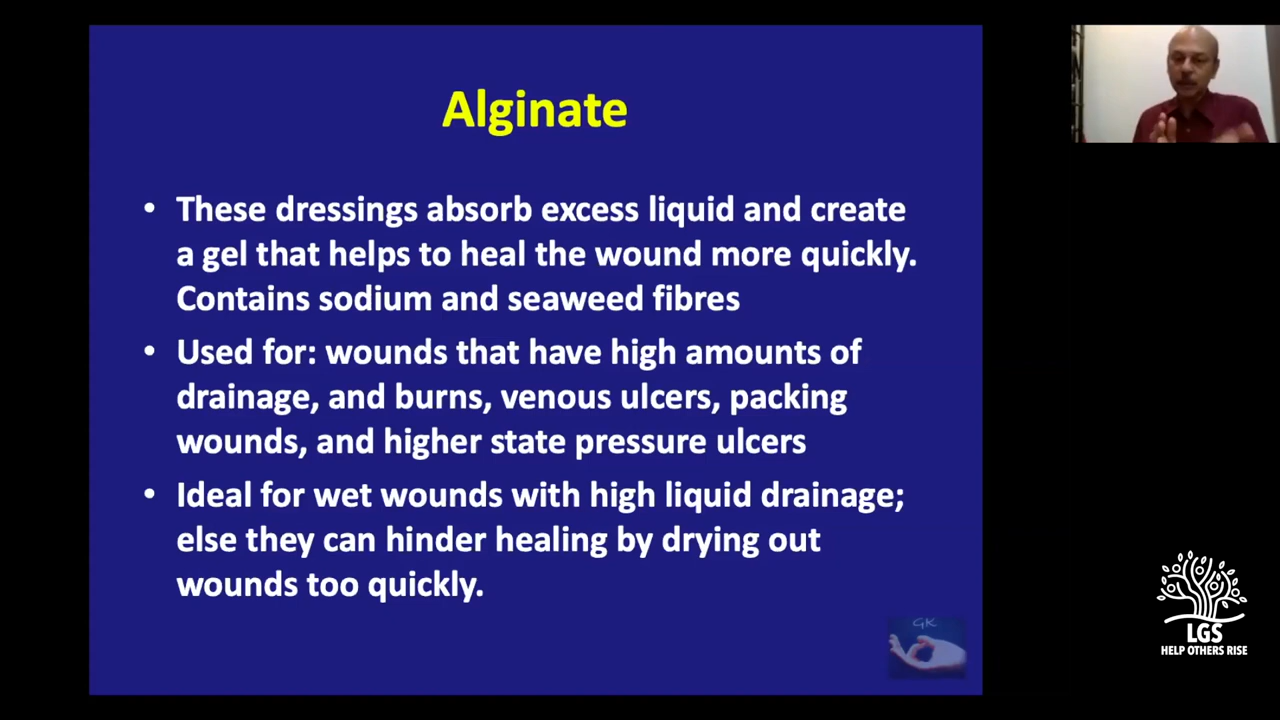 Alginate
• These dressings absorb excess liquid and create
a gel that helps to heal the wound more quickly.
Contains sodium and seaweed fibres
• Used for: wounds that have high amounts of
drainage, and burns, venous ulcers, packing
wounds, and higher state pressure ulcers
• Ideal for wet wounds with high liquid drainage;
else they can hinder healing by drying out
wounds too quickly.
GK
LGS
HELP OTHERS RISE